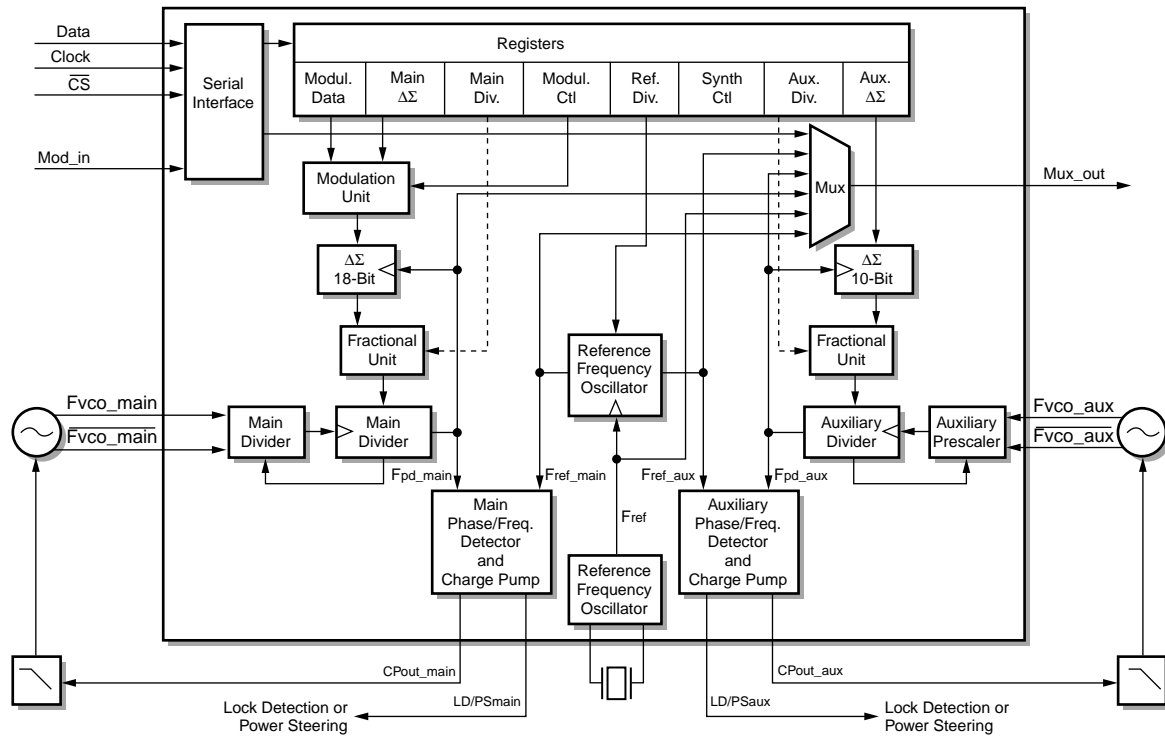 Data
Clock
CS
Mod_in
Serial
Interface
Registers
Modul.
Data
Main
ΔΣ
Main
Div.
Modul.
Ctl
Ref.
Div.
Synth
Ctl
Aux.
Div.
Aux.
ΔΣ
Modulation
Unit
Mux
Mux_out
ΔΣ
18-Bit
ΔΣ
10-Bit
Fractional
Unit
Reference
Frequency
Oscillator
Fractional
Unit
Fvco_main
Fvco_main
Main
Divider
Main
Divider
Auxiliary
Divider
Auxiliary
Prescaler
Fvco_aux
Fvco_aux
Fpd_main
Fref_main
Fref_aux
Fpd_aux
Main
Phase/Freq.
Detector
and
Charge Pump
Fref
Auxiliary
Phase/Freq.
Detector
and
Charge Pump
Reference
Frequency
Oscillator
CPout_main
CPout_aux
LD/PSmain
LD/PSaux
Lock Detection or
Power Steering
Lock Detection or
Power Steering